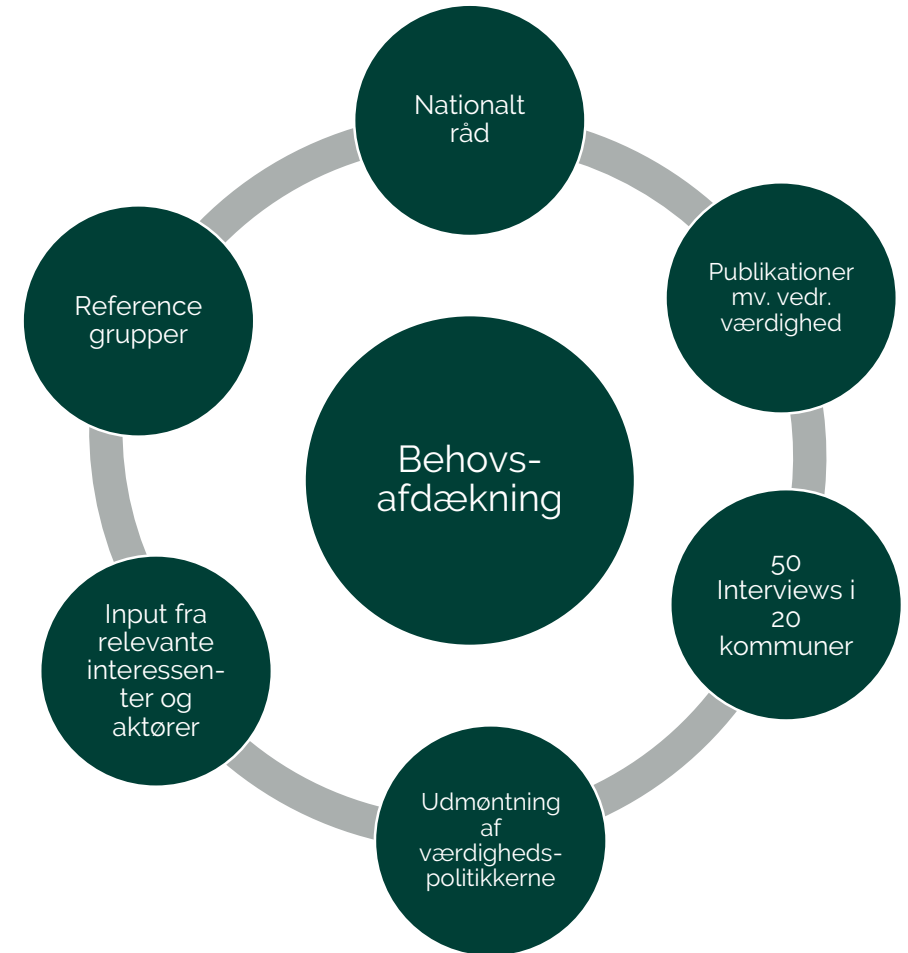 Nationalt
råd
Publikationer
mv. vedr.
værdighed
50
Interviews i
20
kommuner
Udmøntning
af
værdigheds-
politikkerne
Input fra
relevante
interessen-
ter og
aktører
Reference
grupper
Behovs-
afdækning